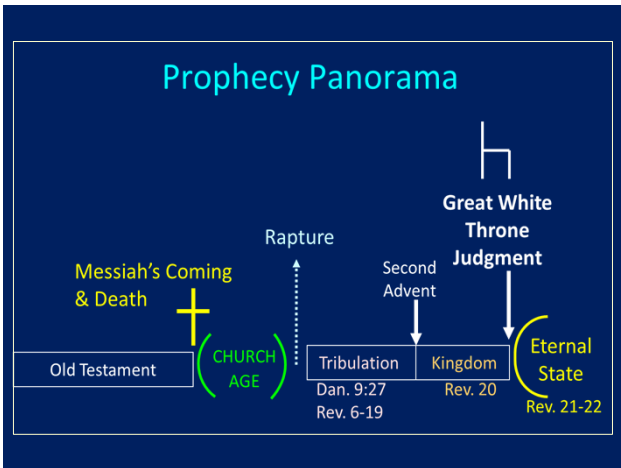 Prophecy Panorama
Great White
Throne
Judgment
Rapture
Second
Advent
Messiah's Coming
& Death
Old Testament
CHURCH
AGE
Tribulation
Kingdom
Eternal
State
Dan. 9:27
Rev. 6-19
Rev. 20
Rev. 21-22